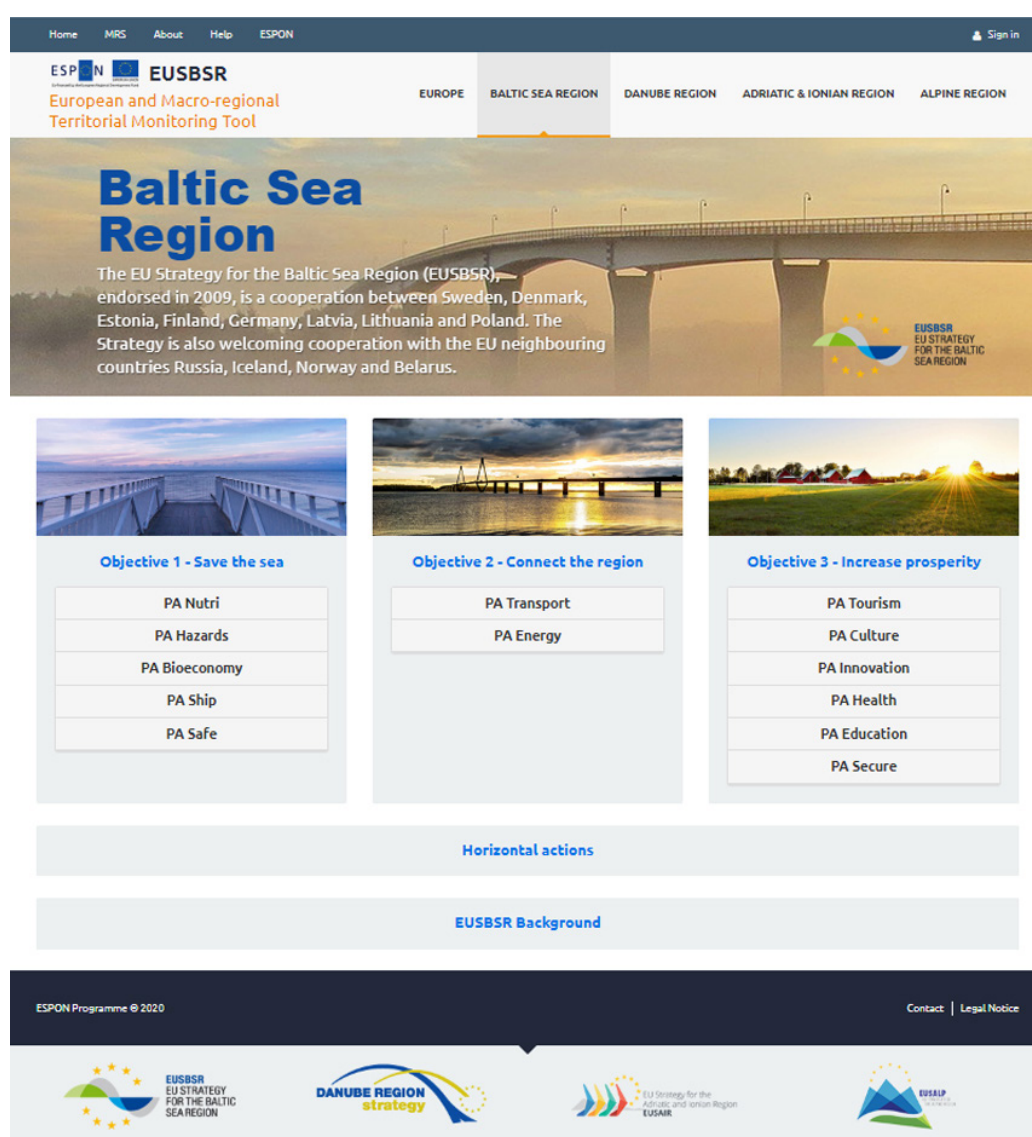 Home MRS About Help ESPON Sign in
ESPON EUSBSR
European and Macro-regional
Territorial Monitoring Tool
EUROPE BALTIC SEA REGION DANUBE REGION ADRIATIC & IONIAN REGION ALPINE REGION
Baltic Sea
Region
The EU Strategy for the Baltic Sea Region (EUSBSR),
endorsed in 2009, is a cooperation between Sweden, Denmark,
Estonia, Finland, Germany, Latvia, Lithuania and Poland. The
Strategy is also welcoming cooperation with the EU neighbouring
countries Russia, Iceland, Norway and Belarus.
EUSBSR
EU STRATEGY
FOR THE BALTIC
SEA REGION
Objective 1 - Save the sea
PA Nutri
PA Hazards
PA Bioeconomy
PA Ship
PA Safe
Objective 2 - Connect the region
PA Transport
PA Energy
Objective 3 - Increase prosperity
PA Tourism
PA Culture
PA Innovation
PA Health
PA Education
PA Secure
Horizontal actions
EUSBSR Background
ESPON Programme © 2020
Contact | Legal Notice
EUSBSR
EU STRATEGY
FOR THE BALTIC
SEA REGION
DANUBE REGION
strategy
EU Strategy for the
Adriatic and Ionian Region
EUSAIR
EUSALP